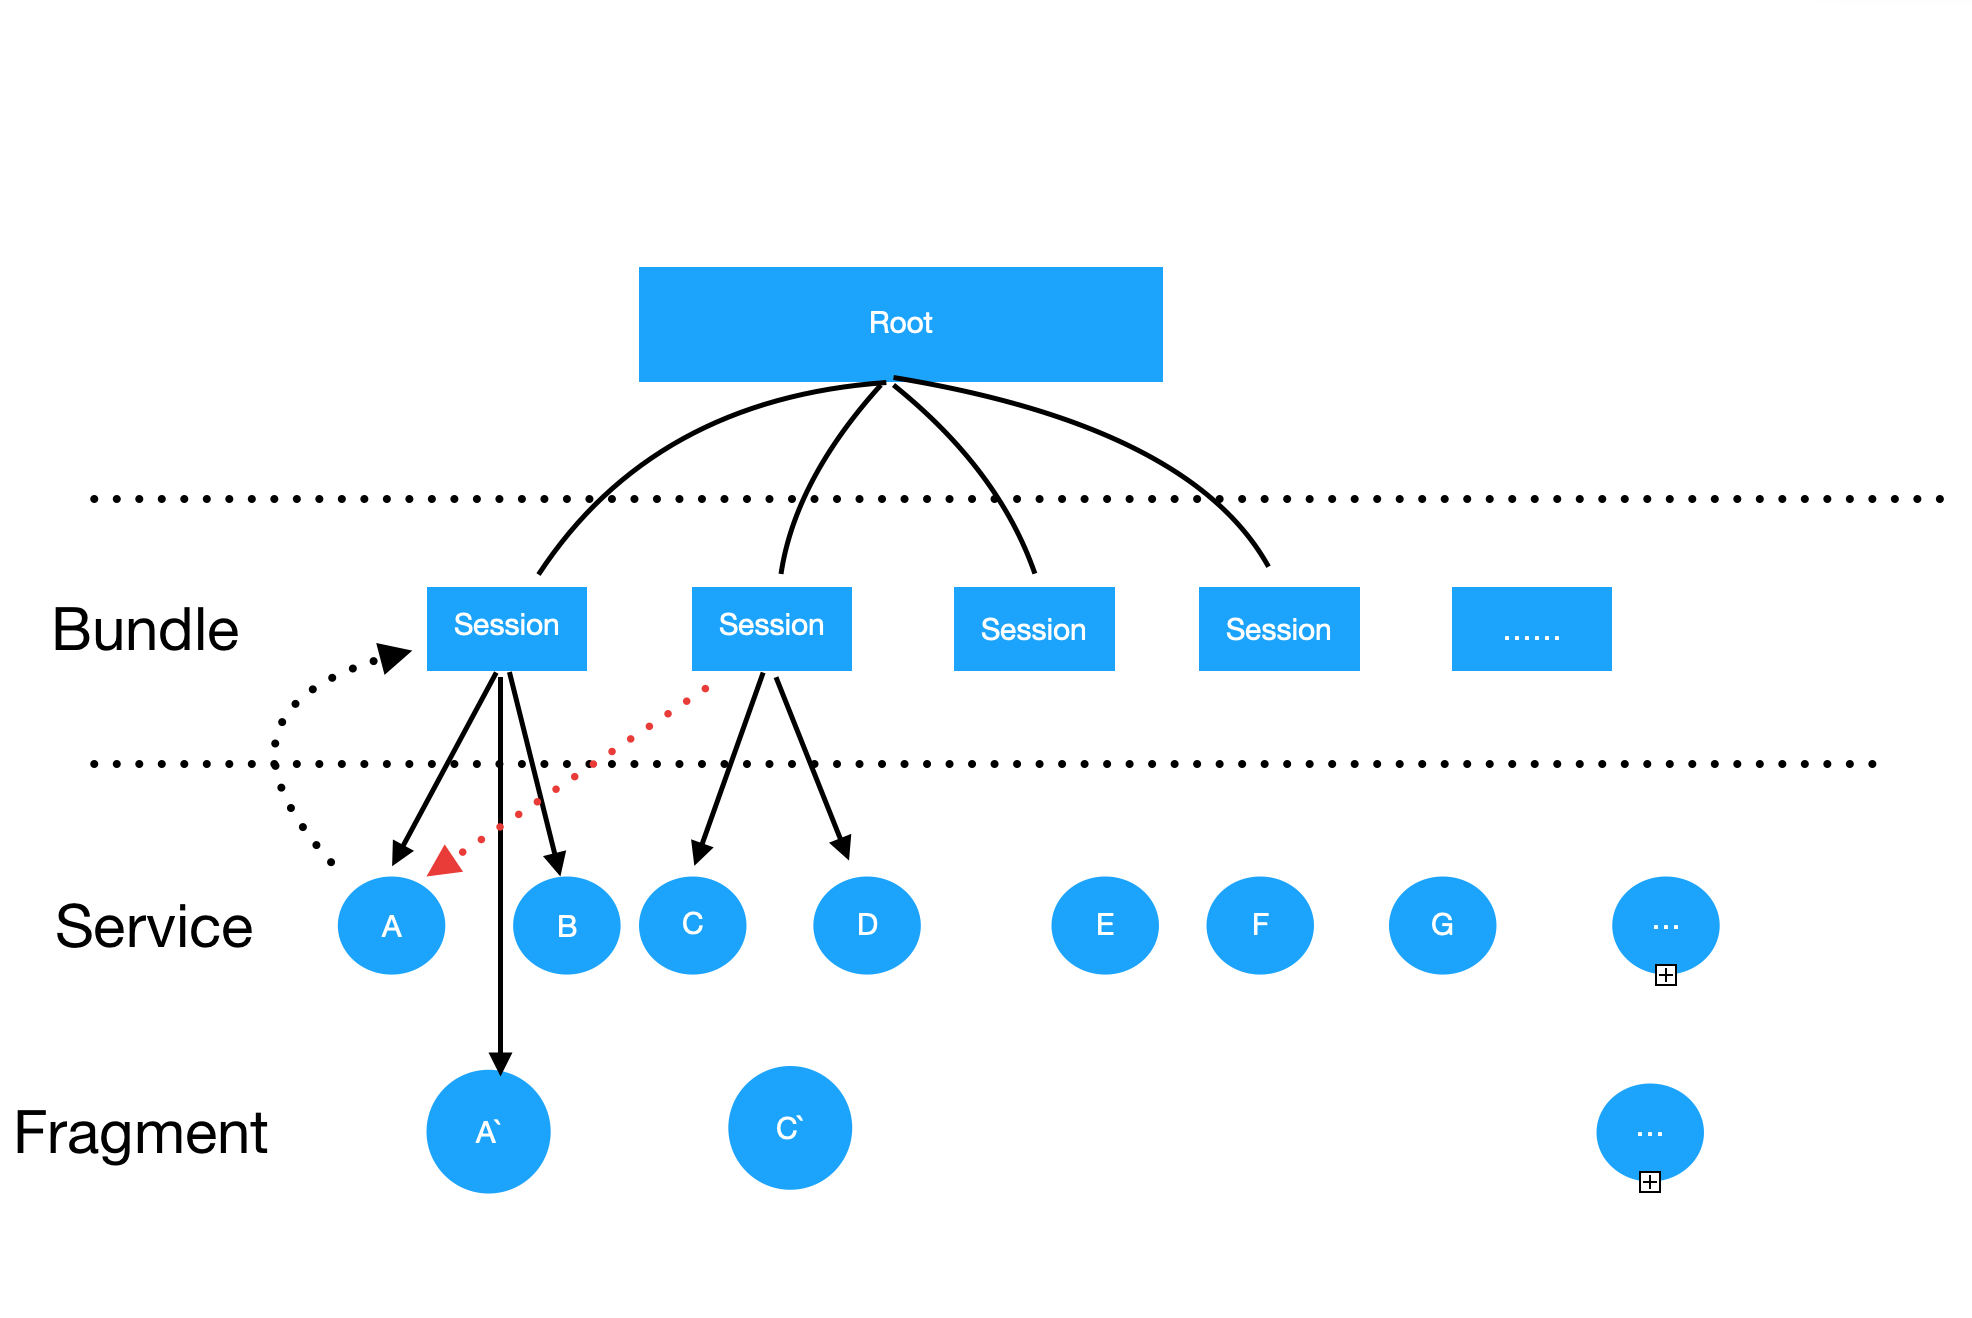 Root
Bundle
Session
Session
Session
Session
......
Service
A
B
C
D
E
F
G
...
Fragment
A`
C`
...